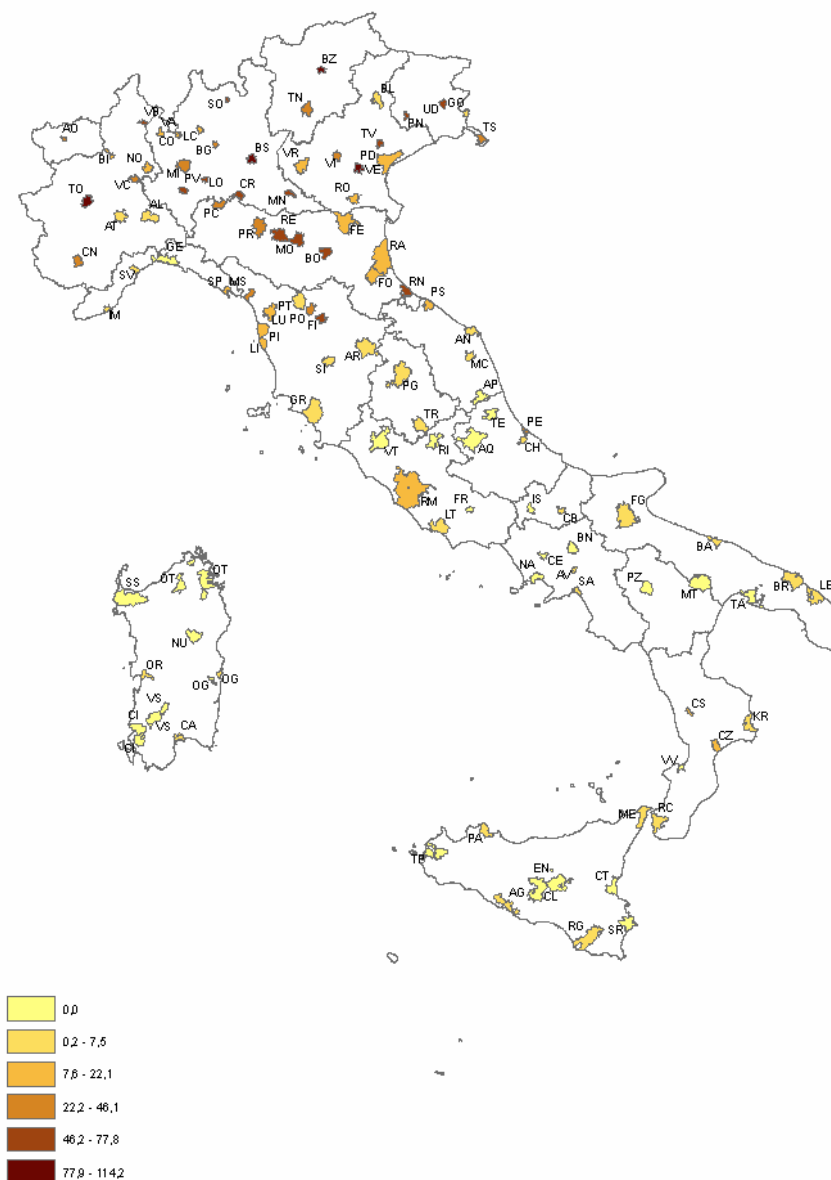 BZ
BL
TN
SO
UD
GO
PN
TS
AO
VB
VA
CO
LC
BG
TV
BI
NO
MI
BS
VR
VI
PD
VE
TO
VC
PV
LO
CR
MN
RO
AT
AL
PC
PR
RE
FE
CN
GE
MO
BO
RA
SV
FO
RN
IM
SP
MS
PT
PS
LU
PO
FI
PI
LI
AN
AR
MC
SI
PG
GR
AP
TR
TE
PE
VT
RI
AQ
CH
RM
FR
IS
FG
LT
CB
BA
BN
CE
NA
AV
SA
PZ
MT
BR
LE
TA
SS
OT
OT
NU
OR
OG
OG
VS
CI
VS
CA
CI
CS
KR
CZ
VV
ME
RC
PA
TP
EN
AG
CL
CT
RG
SR
0,0
0,2 - 7,5
7,6 - 22,1
22,2 - 46,1
46,2 - 77,8
77,9 - 114,2